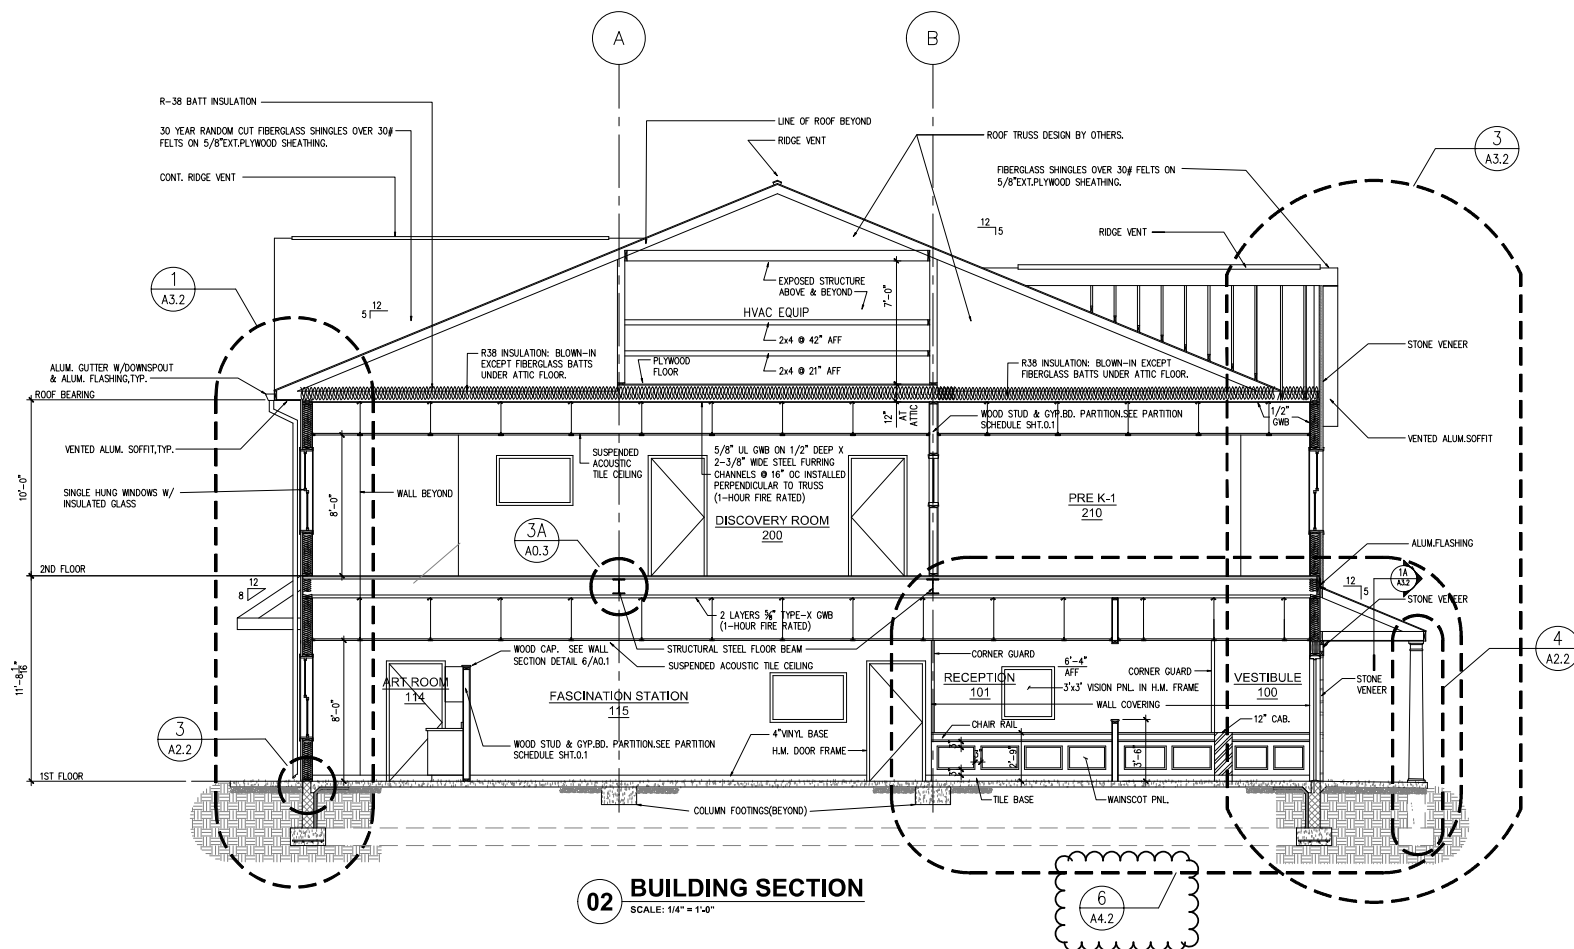 A
B
R-38 BATT INSULATION
30 YEAR RANDOM CUT FIBERGLASS SHINGLES OVER 30#
FELTS ON 5/8"EXT.PLYWOOD SHEATHING.
CONT. RIDGE VENT
LINE OF ROOF BEYOND
RIDGE VENT
ROOF TRUSS DESIGN BY OTHERS.
FIBERGLASS SHINGLES OVER 30# FELTS ON
5/8"EXT.PLYWOOD SHEATHING.
3
A3.2
12
5
RIDGE VENT
1
A3.2
12
5
EXPOSED STRUCTURE
ABOVE & BEYOND
7'-0"
HVAC EQUIP
2x4 @ 42" AFF
PLYWOOD
FLOOR
2x4 @ 21" AFF
STONE VENEER
R38 INSULATION: BLOWN-IN
EXCEPT FIBERGLASS BATTS
UNDER ATTIC FLOOR.
R38 INSULATION: BLOWN-IN EXCEPT
FIBERGLASS BATTS UNDER ATTIC FLOOR.
ALUM. GUTTER W/DOWNSPOUT
& ALUM. FLASHING,TYP.
ROOF BEARING
12"
AT
ATTIC
WOOD STUD & GYP.BD. PARTITION.SEE PARTITION
SCHEDULE SHT.0.1
1/2"
GWB
VENTED ALUM.SOFFIT
VENTED ALUM. SOFFIT,TYP.
SUSPENDED
ACOUSTIC
TILE CEILING
5/8" UL GWB ON 1/2" DEEP X
2-3/8" WIDE STEEL FURRING
CHANNELS @ 16" OC INSTALLED
PERPENDICULAR TO TRUSS
(1-HOUR FIRE RATED)
10'-0"
SINGLE HUNG WINDOWS W/
INSULATED GLASS
8'-0"
WALL BEYOND
PRE K-1
210
DISCOVERY ROOM
200
3A
A0.3
ALUM.FLASHING
2ND FLOOR
12
8
1A
A3.2
12
5
STONE VENEER
2 LAYERS 5/8" TYPE-X GWB
(1-HOUR FIRE RATED)
4
A2.2
WOOD CAP. SEE WALL
SECTION DETAIL 6/A0.1
STRUCTURAL STEEL FLOOR BEAM
SUSPENDED ACOUSTIC TILE CEILING
CORNER GUARD
6'-4"
AFF
CORNER GUARD
11'-8 1/16"
ART ROOM
114
RECEPTION
101
3'x3' VISION PNL. IN H.M. FRAME
VESTIBULE
100
STONE
VENEER
FASCINATION STATION
115
8'-0"
WALL COVERING
3
A2.2
4"VINYL BASE
CHAIR RAIL
12" CAB.
WOOD STUD & GYP.BD. PARTITION.SEE PARTITION
SCHEDULE SHT.0.1
H.M. DOOR FRAME
3"
3"
3"
2'-9"
3'-6"
1ST FLOOR
TILE BASE
WAINSCOT PNL.
COLUMN FOOTINGS(BEYOND)
02
BUILDING SECTION
SCALE: 1/4" = 1'-0"
6
A4.2